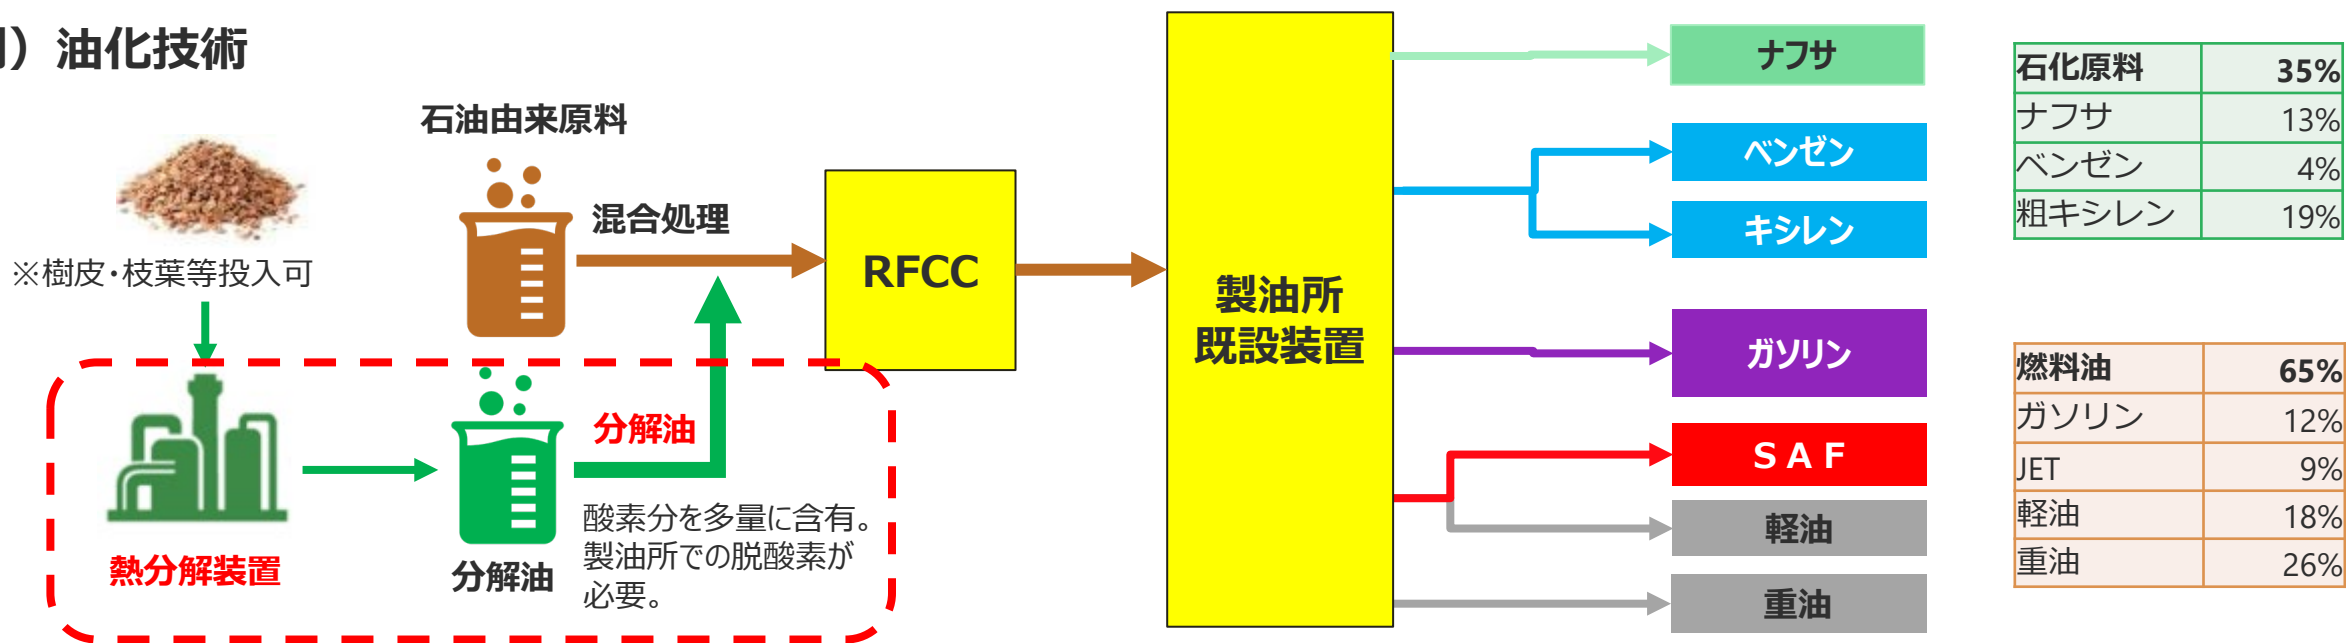 ）油化技術
石油由来原料
混合処理
※樹皮・枝葉等投入可
RFCC
製油所
既設装置
分解油
熱分解装置
分解油
酸素分を多量に含有。
製油所での脱酸素が
必要。
ナフサ
ベンゼン
キシレン
ガソリン
ＳＡＦ
軽油
重油
石化原料 35%
ナフサ 13%
ベンゼン 4%
粗キシレン 19%
燃料油 65%
ガソリン 12%
JET 9%
軽油 18%
重油 26%